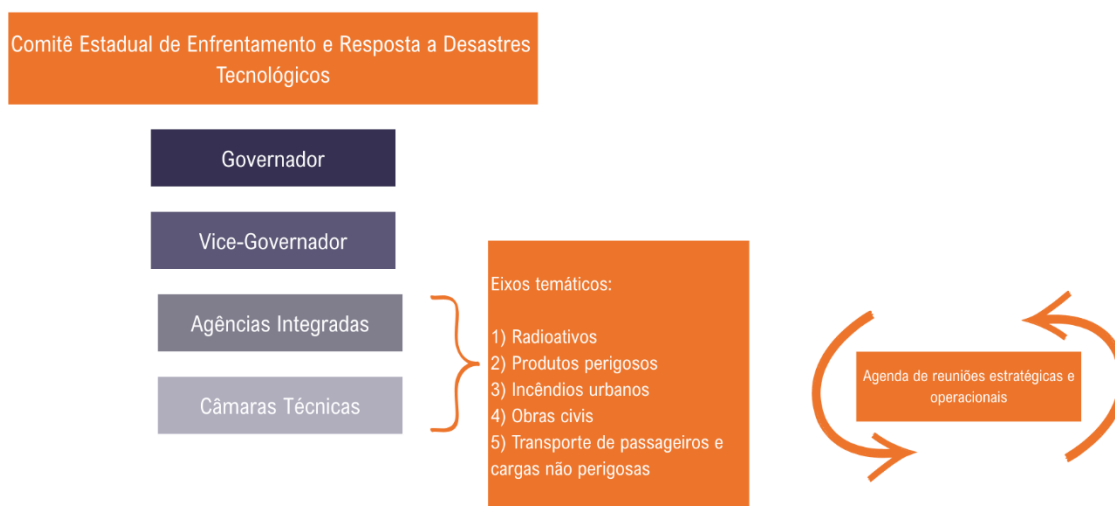 Comitê Estadual de Enfrentamento e Resposta a Desastres
Tecnológicos
Governador
Vice-Governador
Agências Integradas
Câmaras Técnicas
Eixos temáticos:
1) Radioativos
2) Produtos perigosos
3) Incêndios urbanos
4) Obras civis
5) Transporte de passageiros e
cargas não perigosas
Agenda de reuniões estratégicas e
operacionais